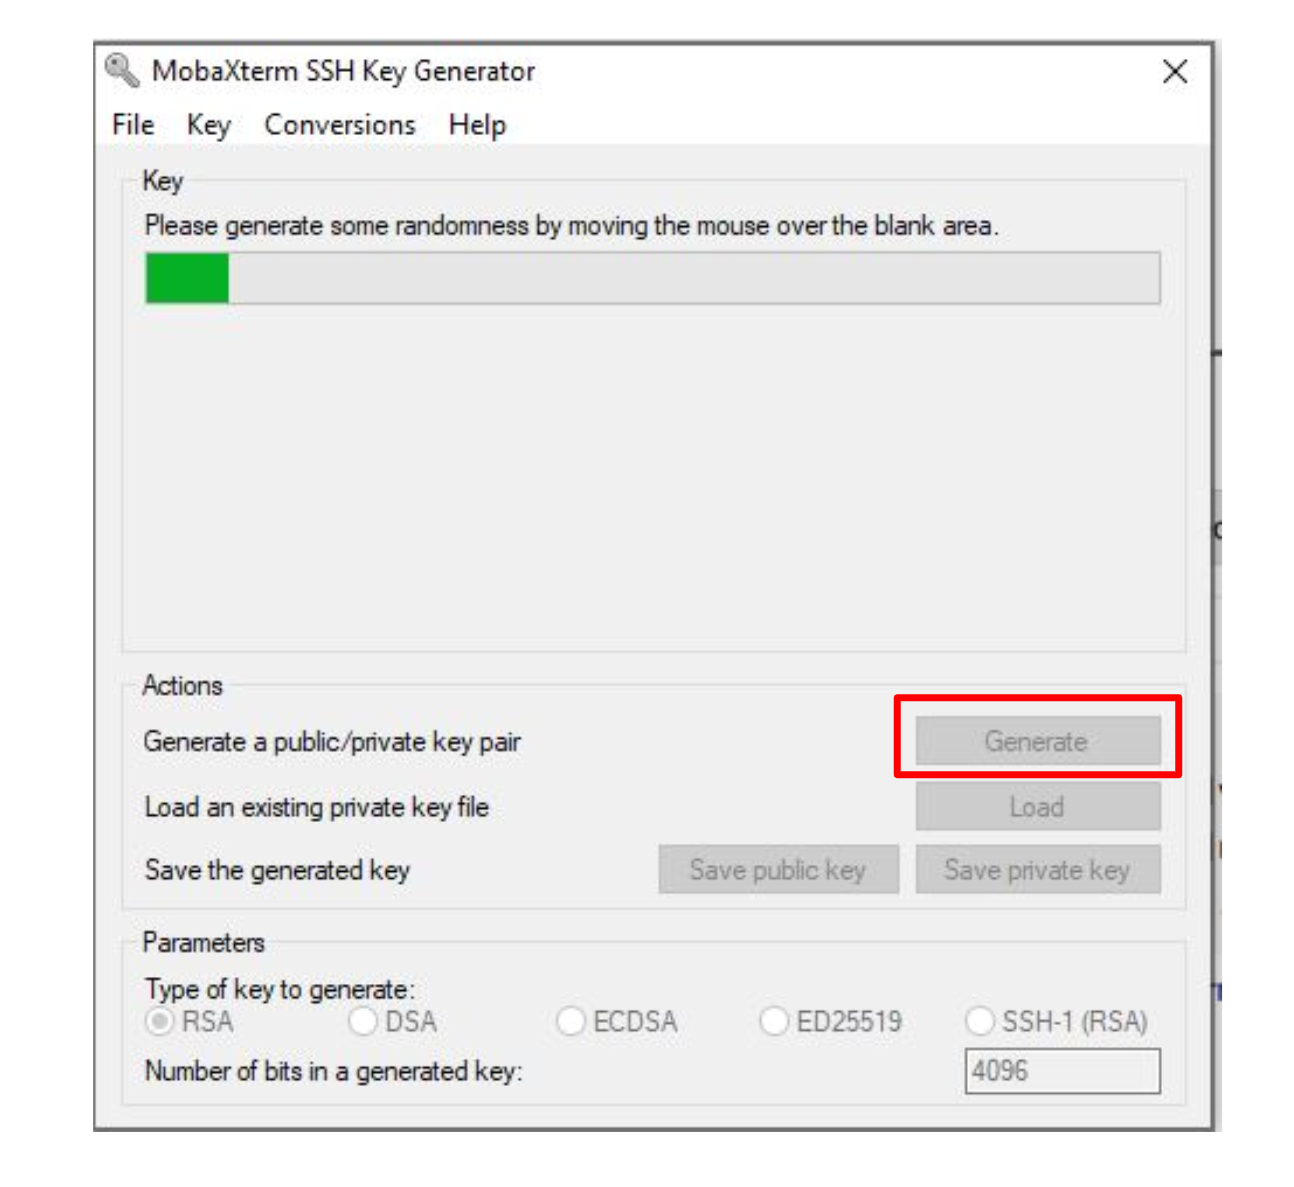 MobaXterm SSH Key Generator
File Key Conversions Help
Key
Please generate some randomness by moving the mouse over the blank area.
Actions
Generate a public/private key pair Generate
Load an existing private key file Load
Save the generated key Save public key Save private key
Parameters
Type of key to generate:
RSA DSA ECDSA ED25519 SSH-1 (RSA)
Number of bits in a generated key: 4096